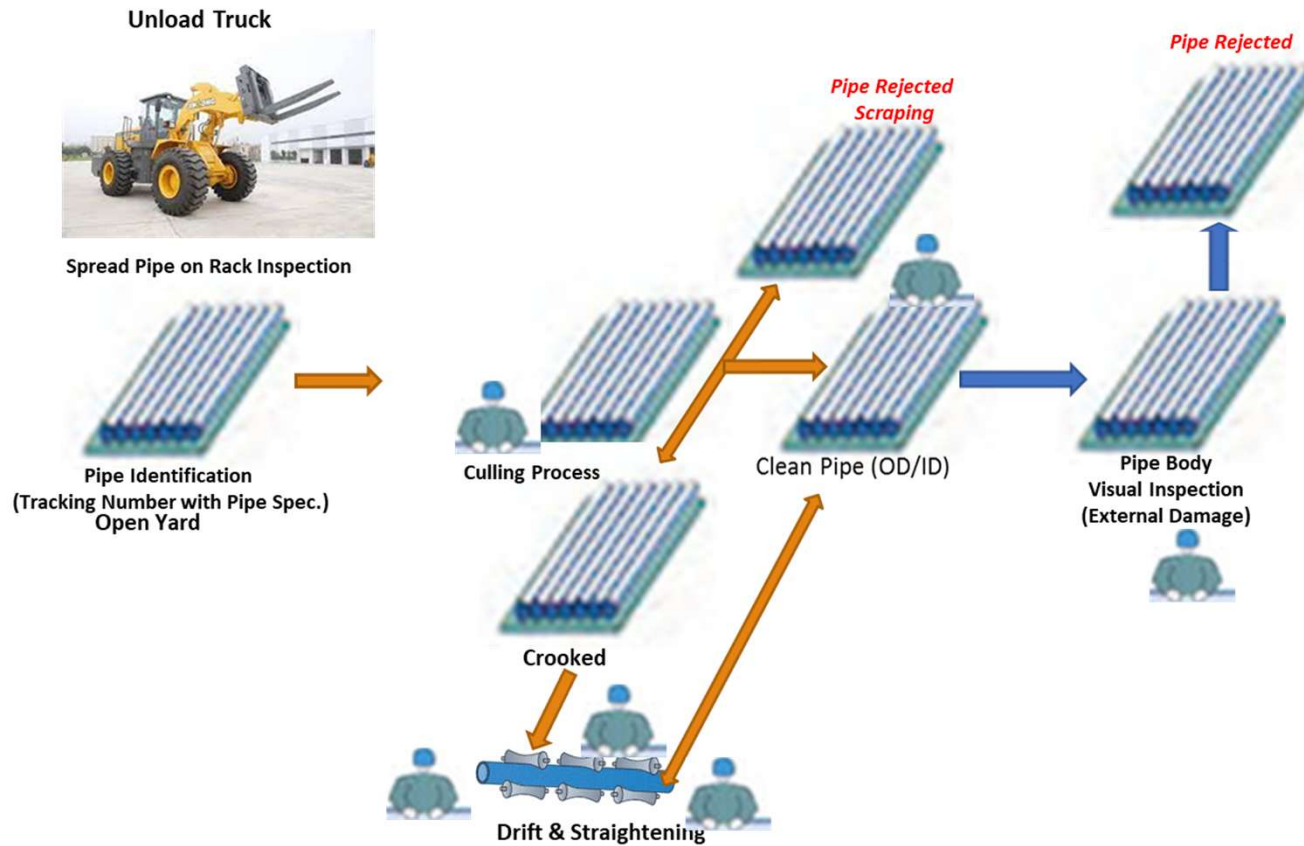 Unload Truck
Spread Pipe on Rack Inspection
Pipe Identification
(Tracking Number with Pipe Spec.)
Open Yard
Culling Process
Pipe Rejected
Scraping
Crooked
Drift & Straightening
Clean Pipe (OD/ID)
Pipe Rejected
Pipe Body
Visual Inspection
(External Damage)